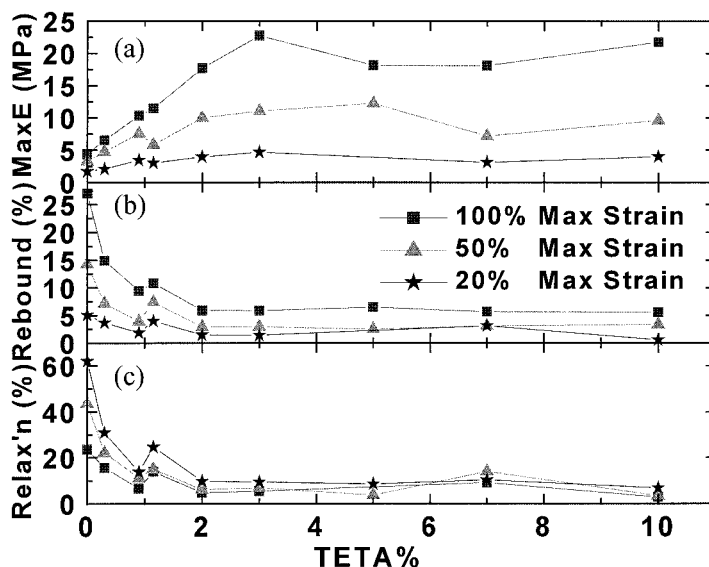 (a)
MaxE (MPa)
25
20
15
10
5
0
(b)
Rebound (%)
25
20
15
10
5
0
100% Max Strain
50% Max Strain
20% Max Strain
(c)
Relax'n (%)
60
40
20
0
0 2 4 6 8 10
TETA%